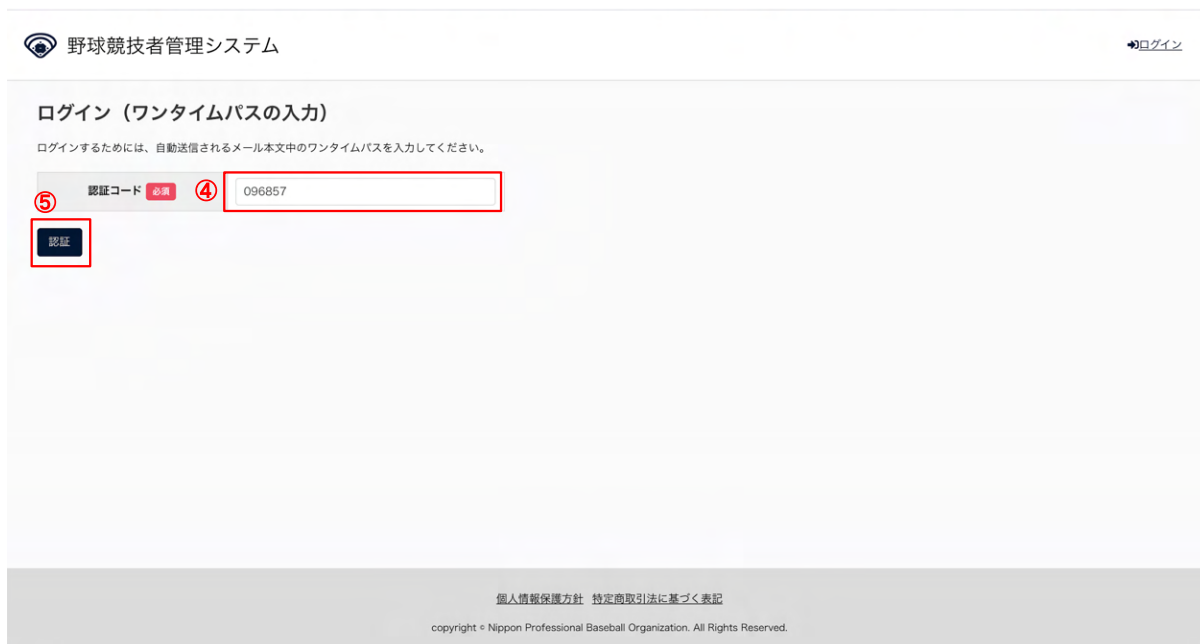 野球競技者管理システム
ログイン
ログイン（ワンタイムパスの入力）
ログインするためには、自動送信されるメール本文中のワンタイムパスを入力してください。
認証コード 必須 ④ 096857
⑤
認証
個人情報保護方針 特定商取引法に基づく表記
copyright © Nippon Professional Baseball Organization. All Rights Reserved.